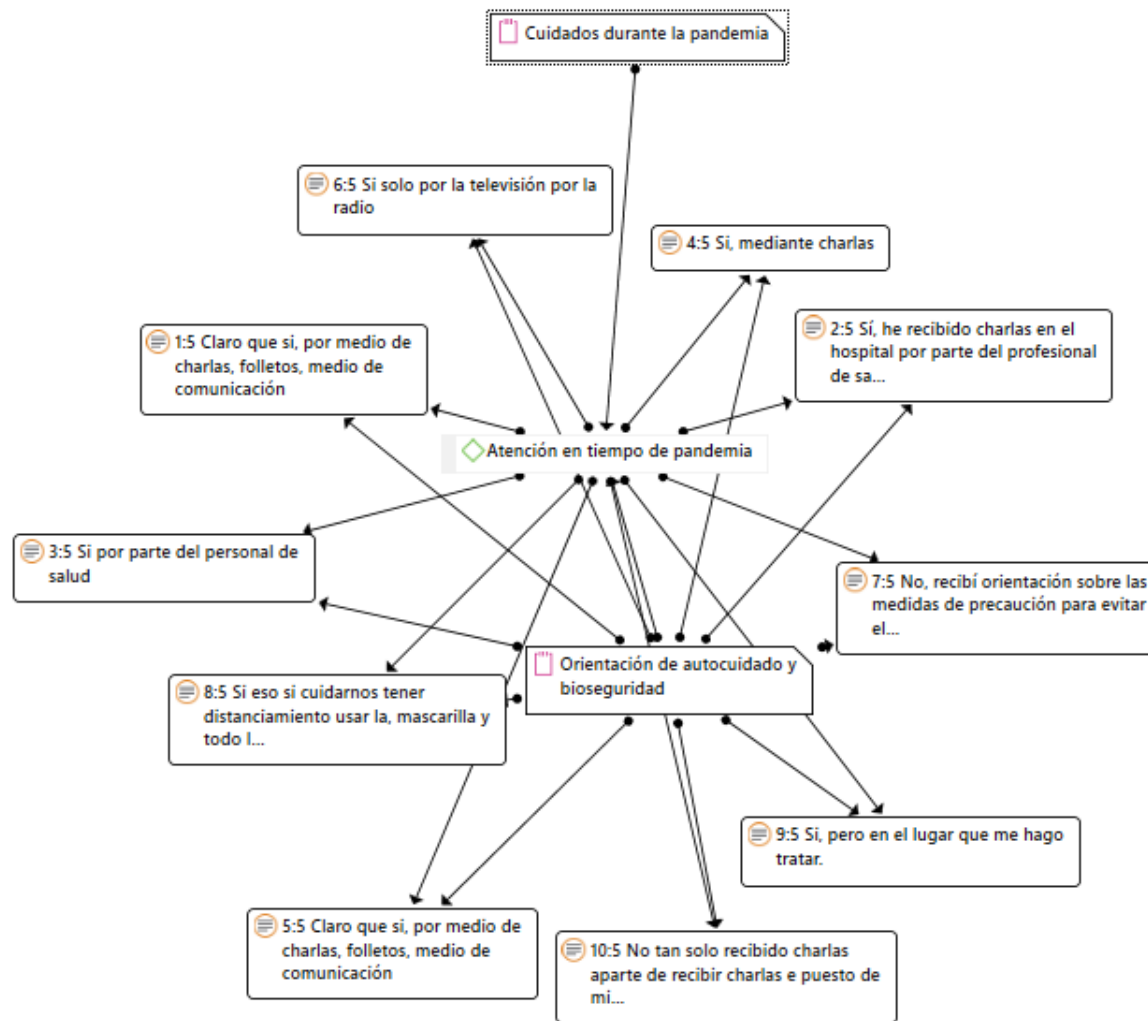 Cuidados durante la pandemia
6:5 Si solo por la televisión por la
radio
4:5 Si, mediante charlas
1:5 Claro que si, por medio de
charlas, folletos, medio de
comunicación
2:5 Sí, he recibido charlas en el
hospital por parte del profesional
de sa...
Atención en tiempo de pandemia
3:5 Si por parte del personal de
salud
7:5 No, recibí orientación sobre las
medidas de precaución para evitar
el...
Orientación de autocuidado y
bioseguridad
8:5 Si eso si cuidarnos tener
distanciamiento usar la, mascarilla y
todo l...
9:5 Si, pero en el lugar que me hago
tratar.
5:5 Claro que si, por medio de
charlas, folletos, medio de
comunicación
10:5 No tan solo recibido charlas
aparte de recibir charlas e puesto de
mi...